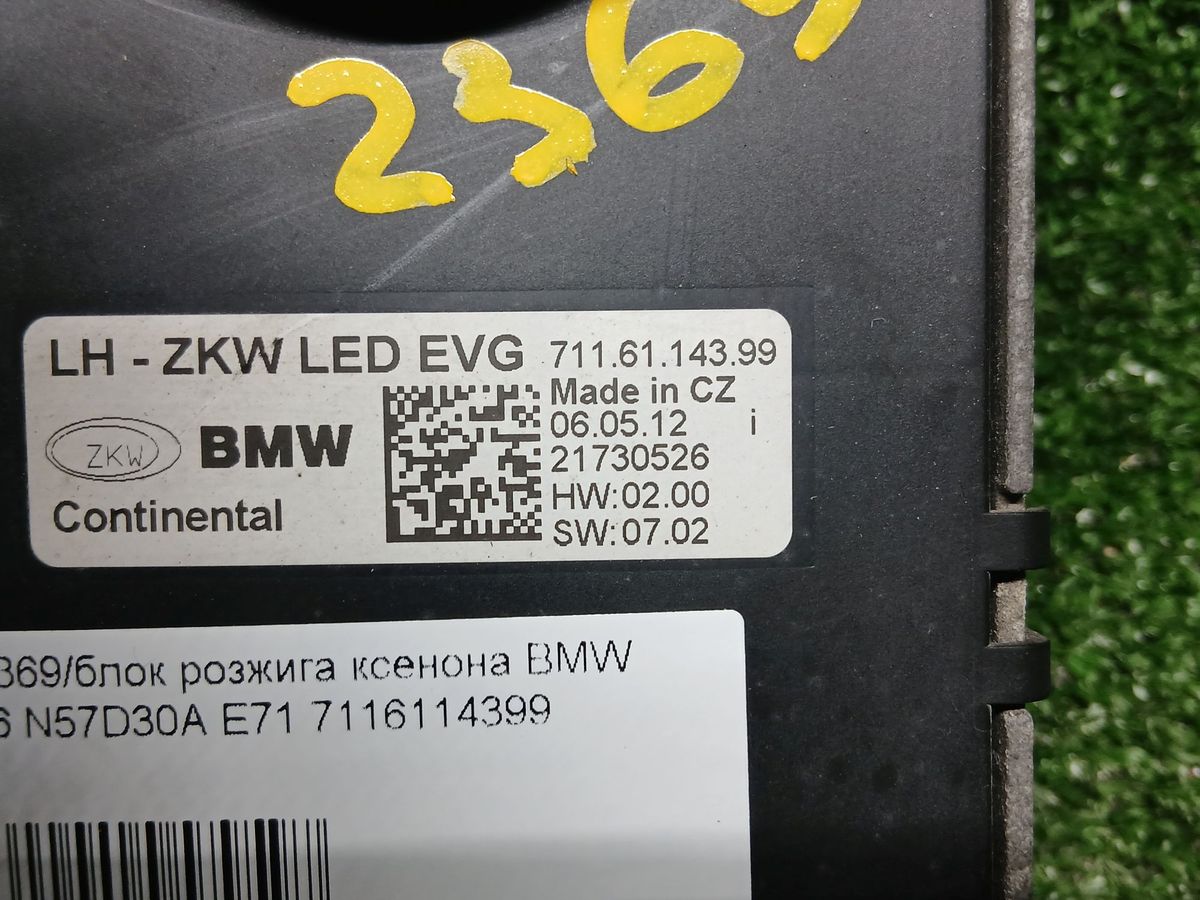 2369
LH - ZKW LED EVG 711.61.143.99
Made in CZ
06.05.12 i
ZKW BMW
21730526
HW:02.00
Continental
SW:07.02
369/блок розжига ксенона BMW
6 N57D30A E71 7116114399